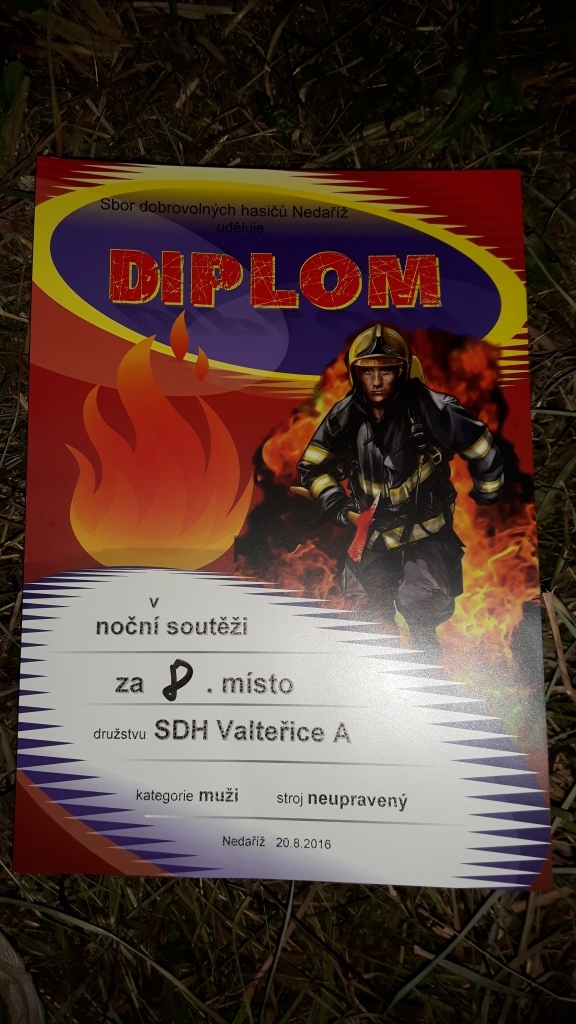 Sbor dobrovolných hasičů Nedaříž
uděluje
DIPLOM
v
noční soutěži
za 8 . místo
družstvu SDH Valteřice A
kategorie muži stroj neupravený
Nedaříž 20.8.2016